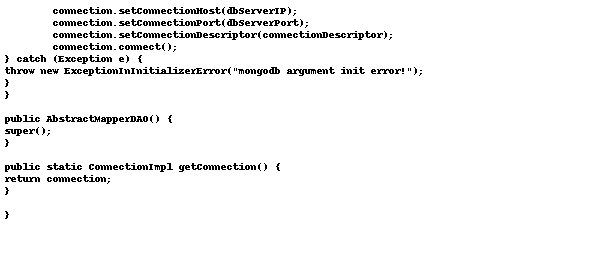 connection.setConnectionHost(dbServerIP);
connection.setConnectionPort(dbServerPort);
connection.setConnectionDescriptor(connectionDescriptor);
connection.connect();
} catch (Exception e) {
throw new ExceptionInInitializerError("mongodb argument init error!");
}
}
public AbstractMapperDAO() {
super();
}
public static ConnectionImpl getConnection() {
return connection;
}
}